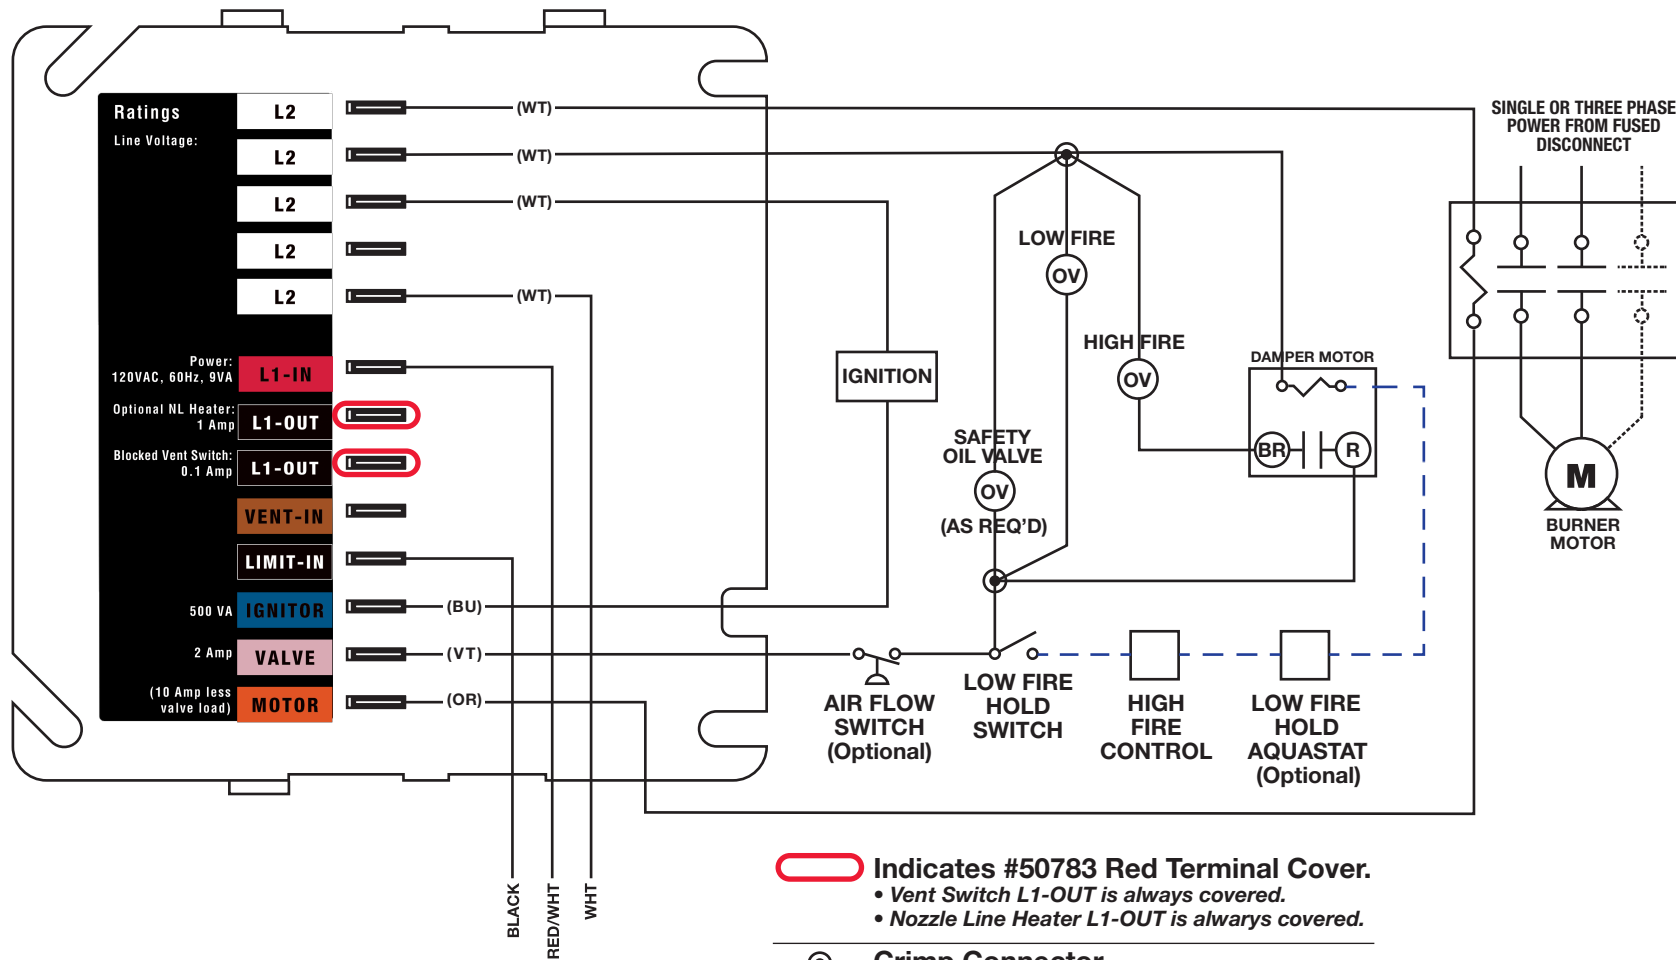 Ratings
Line Voltage:
L2
L2
L2
L2
L2
Power:
120VAC, 60Hz, 9VA
L1-IN
Optional NL Heater:
1 Amp
L1-OUT
Blocked Vent Switch:
0.1 Amp
L1-OUT
VENT-IN
LIMIT-IN
500 VA
IGNITOR
2 Amp
VALVE
(10 Amp less
valve load)
MOTOR
(WT)
(WT)
(WT)
(WT)
(BU)
(VT)
(OR)
BLACK
RED/WHT
WHT
IGNITION
LOW FIRE
OV
HIGH FIRE
OV
SAFETY
OIL VALVE
OV
(AS REQ'D)
DAMPER MOTOR
BR
R
SINGLE OR THREE PHASE
POWER FROM FUSED
DISCONNECT
M
BURNER
MOTOR
AIR FLOW
SWITCH
(Optional)
LOW FIRE
HOLD
SWITCH
HIGH
FIRE
CONTROL
LOW FIRE
HOLD
AQUASTAT
(Optional)
Indicates #50783 Red Terminal Cover.
• Vent Switch L1-OUT is always covered.
• Nozzle Line Heater L1-OUT is alwarys covered.
Crimp Connector